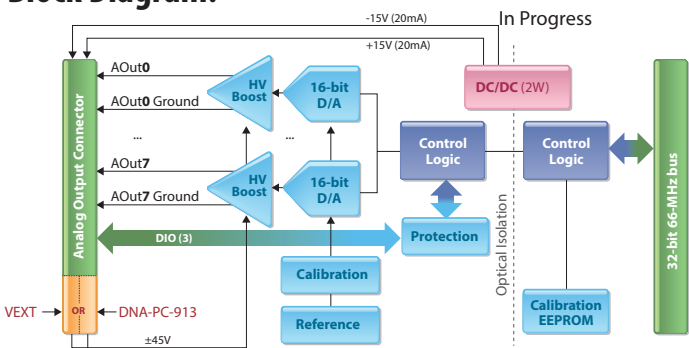 Block Diagram:
In Progress
-15V (20mA)
+15V (20mA)
Analog Output Connector
AOut0
AOut0 Ground
...
AOut7
AOut7 Ground
HV Boost
16-bit D/A
...
HV Boost
16-bit D/A
DC/DC (2W)
Control Logic
Control Logic
32-bit 66-MHz bus
DIO (3)
Protection
Optical Isolation
Calibration
Reference
Calibration EEPROM
VEXT
OR
DNA-PC-913
±45V